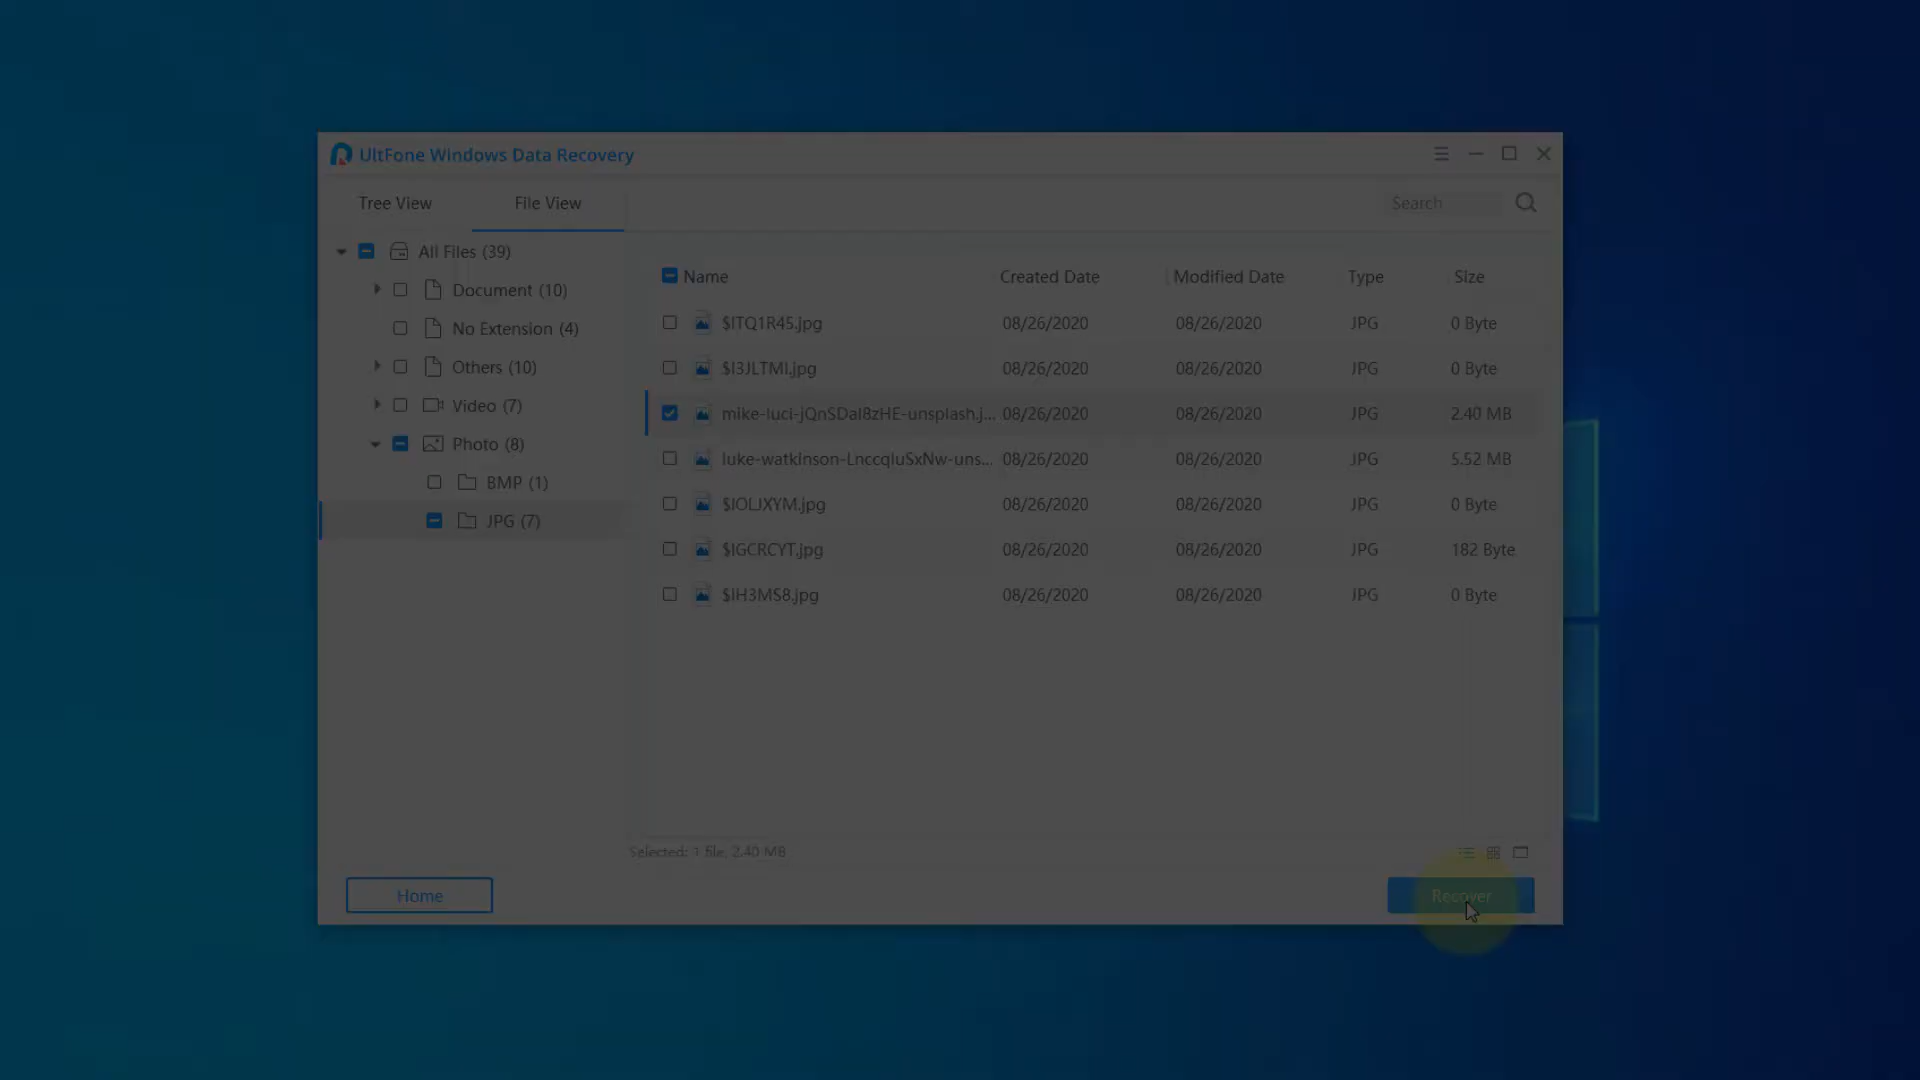 UltFone Windows Data Recovery
Tree View
File View
Search
All Files (39)
Document (10)
No Extension (4)
Others (10)
Video (7)
Photo (8)
BMP (1)
JPG (7)
Name Created Date Modified Date Type Size
$ITQ1R45.jpg 08/26/2020 08/26/2020 JPG 0 Byte
$I3JLTMI.jpg 08/26/2020 08/26/2020 JPG 0 Byte
mike-luci-jQnSDal8zHE-unsplash.j... 08/26/2020 08/26/2020 JPG 2.40 MB
luke-watkinson-LnccqIuSxNw-uns... 08/26/2020 08/26/2020 JPG 5.52 MB
$IOLJXYM.jpg 08/26/2020 08/26/2020 JPG 0 Byte
$IGCRCYT.jpg 08/26/2020 08/26/2020 JPG 182 Byte
$IH3MS8.jpg 08/26/2020 08/26/2020 JPG 0 Byte
Selected: 1 file, 2.40 MB
Home
Recover